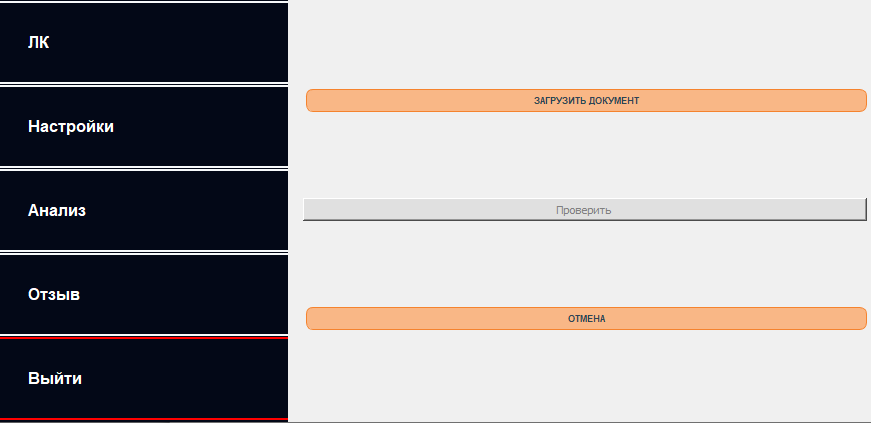 ЛК
Настройки
Анализ
Отзыв
Выйти
ЗАГРУЗИТЬ ДОКУМЕНТ
Проверить
ОТМЕНА